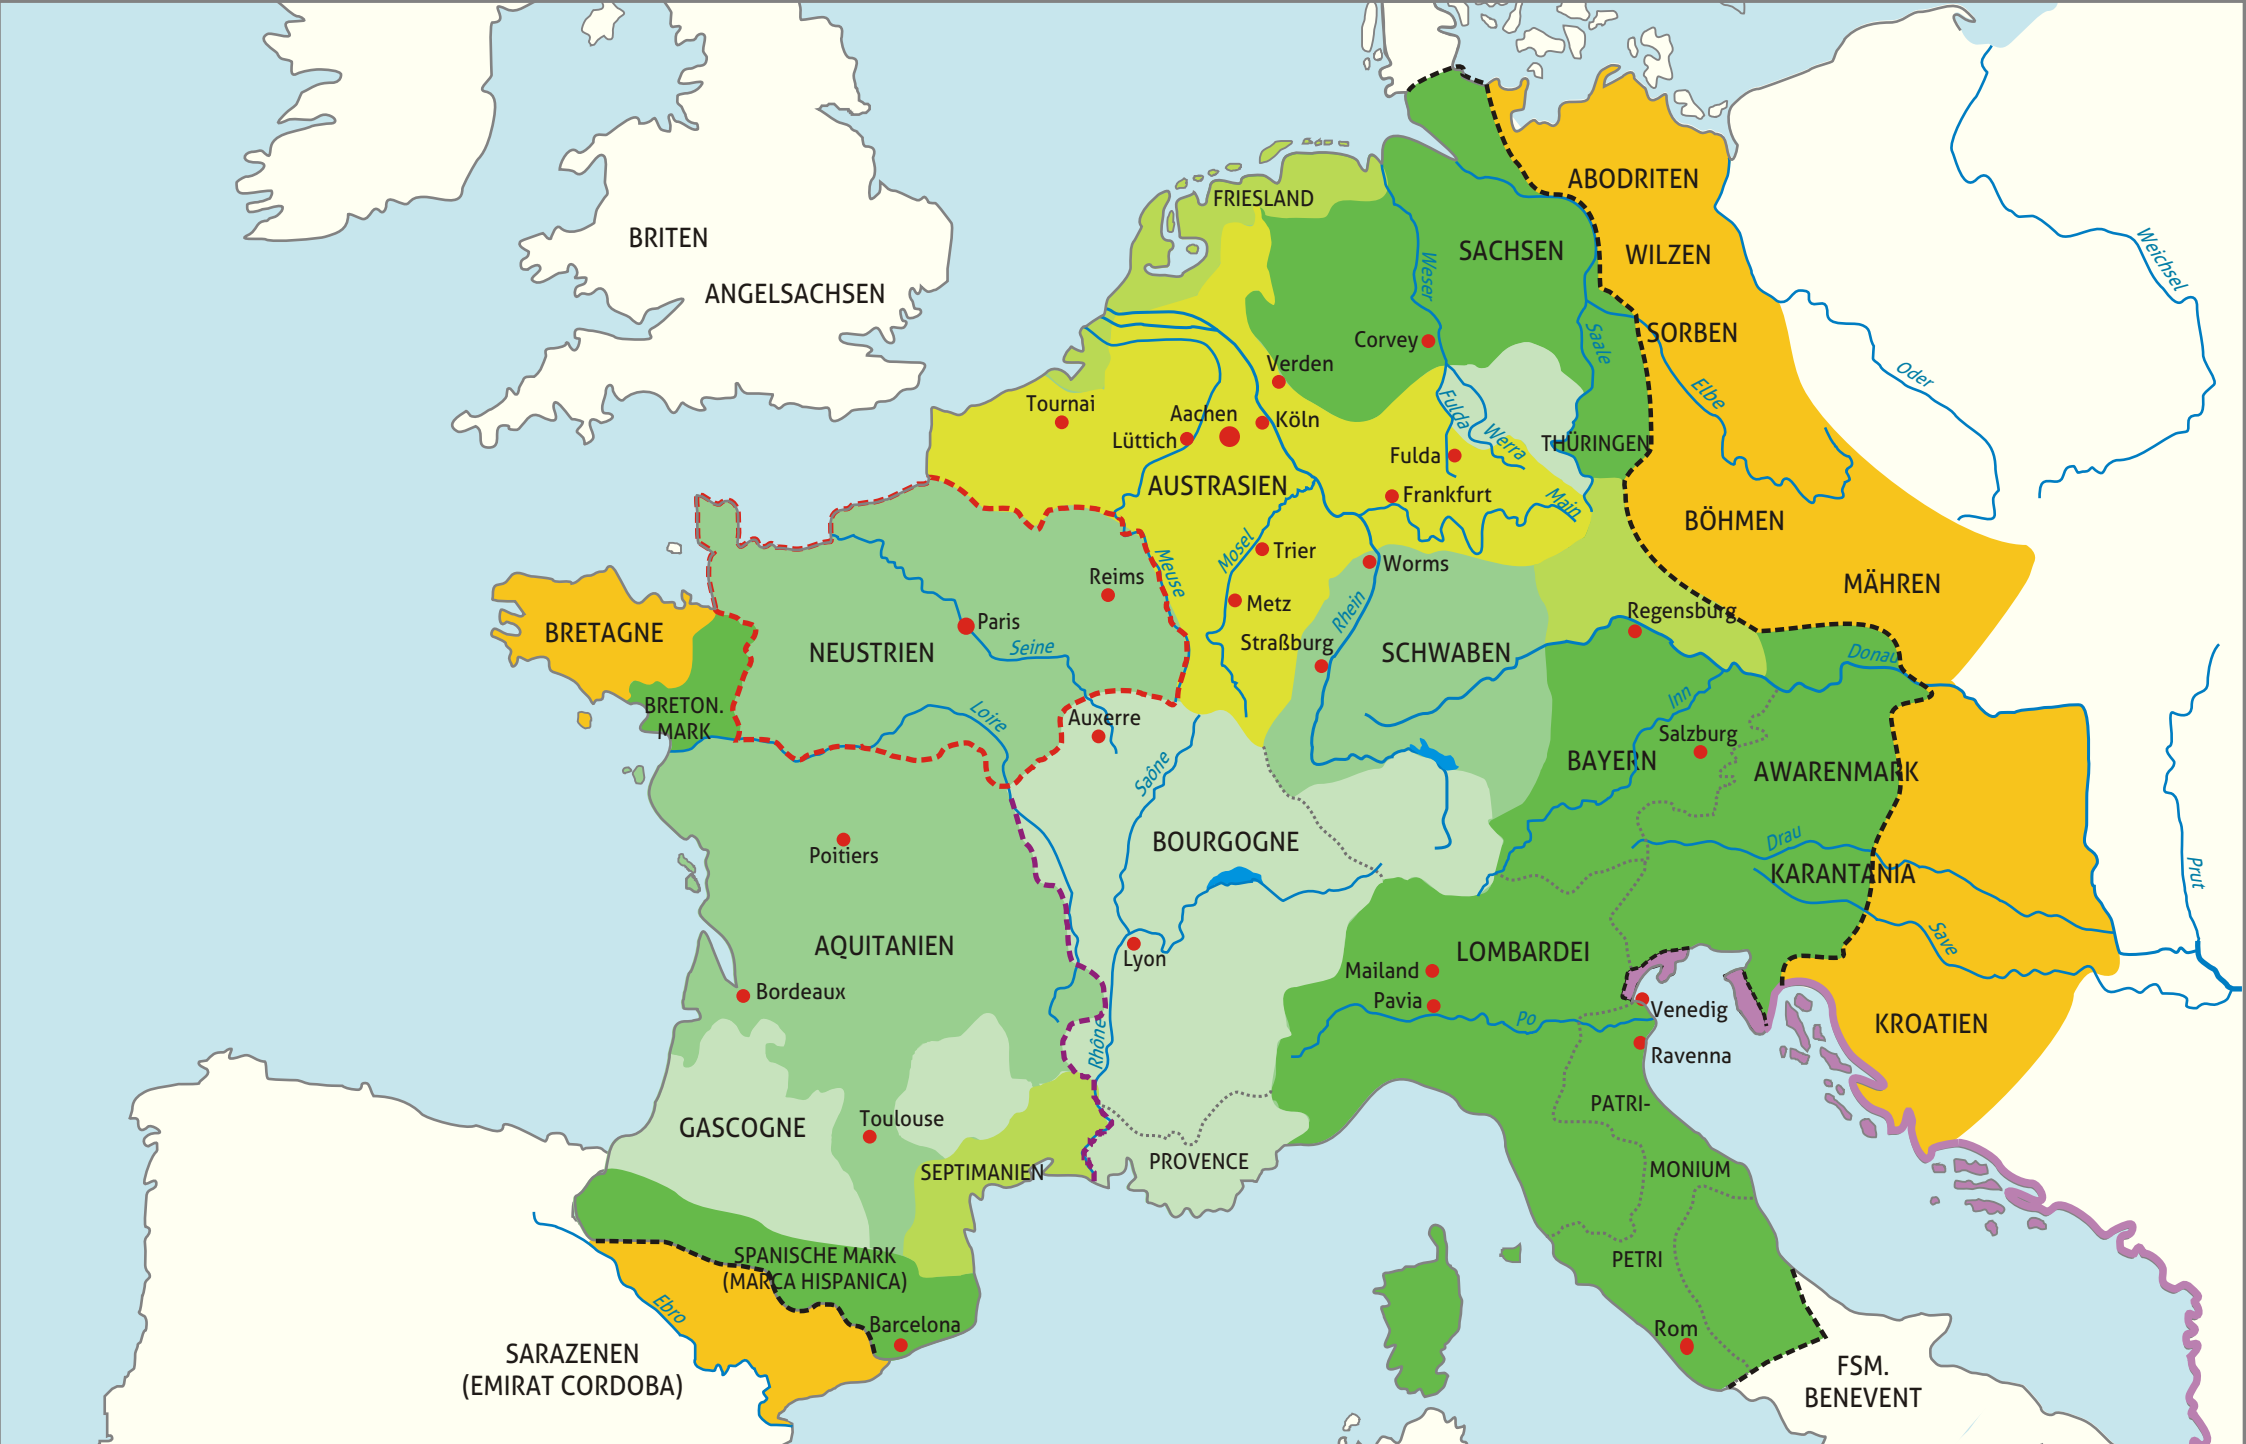 FRIESLAND
ABODRITEN
BRITEN
SACHSEN
WILZEN
Weichsel
Weser
ANGELSACHSEN
Corvey
Saale
SORBEN
Verden
Oder
Elbe
Tournai
Aachen
Fulda
Köln
Lüttich
Werra
THÜRINGEN
Fulda
AUSTRASIEN
Frankfurt
Main
BÖHMEN
Mosel
Trier
Meuse
Worms
Reims
MÄHREN
Metz
Rhein
Regensburg
BRETAGNE
Paris
Straßburg
NEUSTRIEN
Seine
SCHWABEN
Donau
BRETON.
MARK
Inn
Loire
Auxerre
Salzburg
BAYERN
AWARENMARK
Saône
BOURGOGNE
Drau
Poitiers
KARANTANIA
Prut
AQUITANIEN
LOMBARDEI
Save
Lyon
Mailand
Bordeaux
Pavia
Venedig
Po
KROATIEN
Rhône
Ravenna
PATRI-
Toulouse
GASCOGNE
PROVENCE
SEPTIMANIEN
MONIUM
SPANISCHE MARK
(MARCA HISPANICA)
PETRI
Ebro
Barcelona
Rom
SARAZENEN
(EMIRAT CORDOBA)
FSM.
BENEVENT